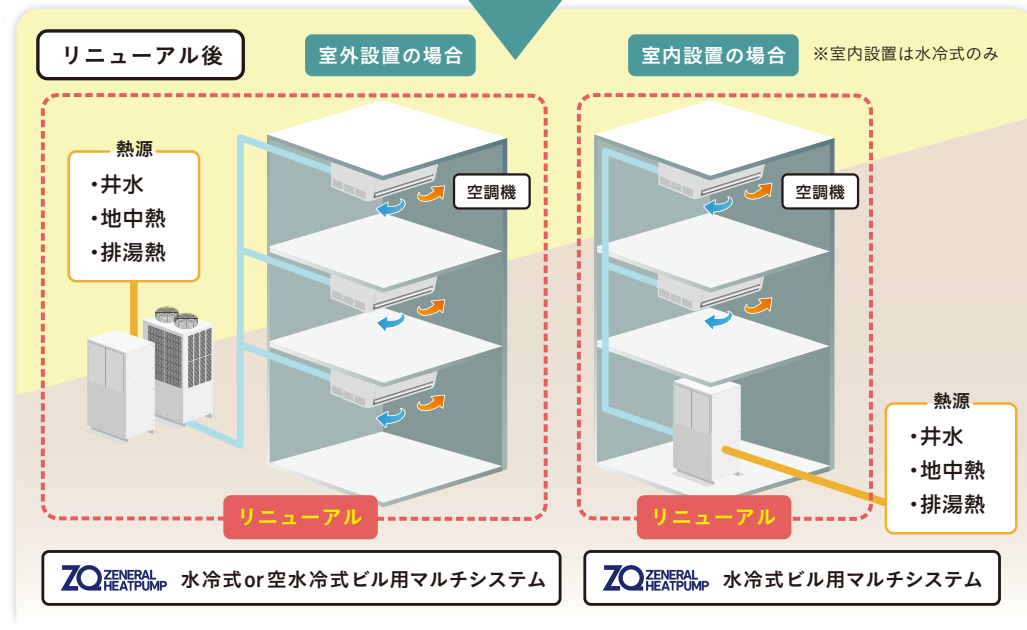 リニューアル後
室外設置の場合
室内設置の場合
※室内設置は水冷式のみ
熱源
・井水
・地中熱
・排湯熱
空調機
空調機
熱源
・井水
・地中熱
・排湯熱
リニューアル
リニューアル
ZQ ZENERAL HEATPUMP 水冷式or空水冷式ビル用マルチシステム
ZQ ZENERAL HEATPUMP 水冷式ビル用マルチシステム